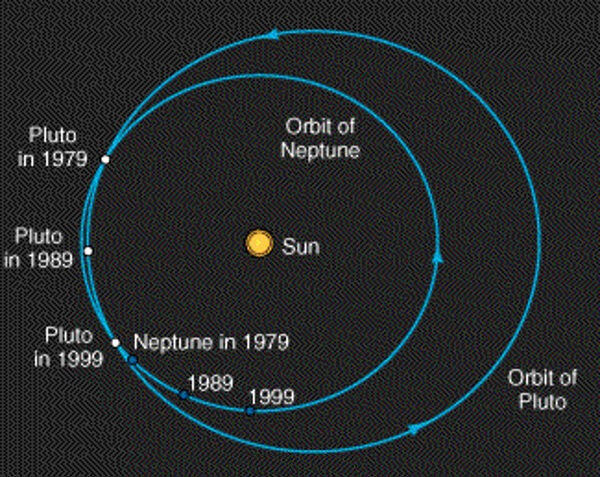 Orbit of
Neptune
Pluto
in 1979
Pluto
in 1989
Sun
Pluto
in 1999
Neptune in 1979
1989
1999
Orbit of
Pluto